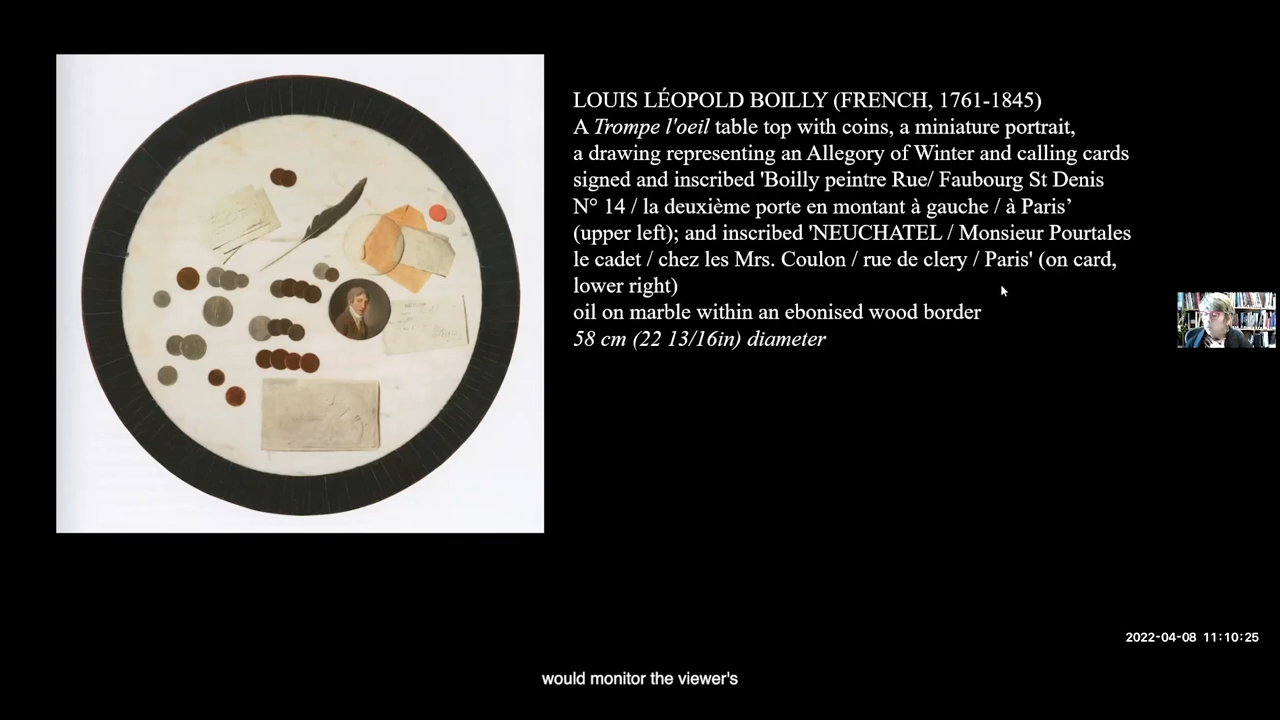 LOUIS LÉOPOLD BOILLY (FRENCH, 1761-1845)
A Trompe l'oeil table top with coins, a miniature portrait,
a drawing representing an Allegory of Winter and calling cards
signed and inscribed 'Boilly peintre Rue/ Faubourg St Denis
N° 14 / la deuxième porte en montant à gauche / à Paris’
(upper left); and inscribed 'NEUCHATEL / Monsieur Pourtales
le cadet / chez les Mrs. Coulon / rue de clery / Paris' (on card,
lower right)
oil on marble within an ebonised wood border
58 cm (22 13/16in) diameter
2022-04-08 11:10:25
would monitor the viewer's